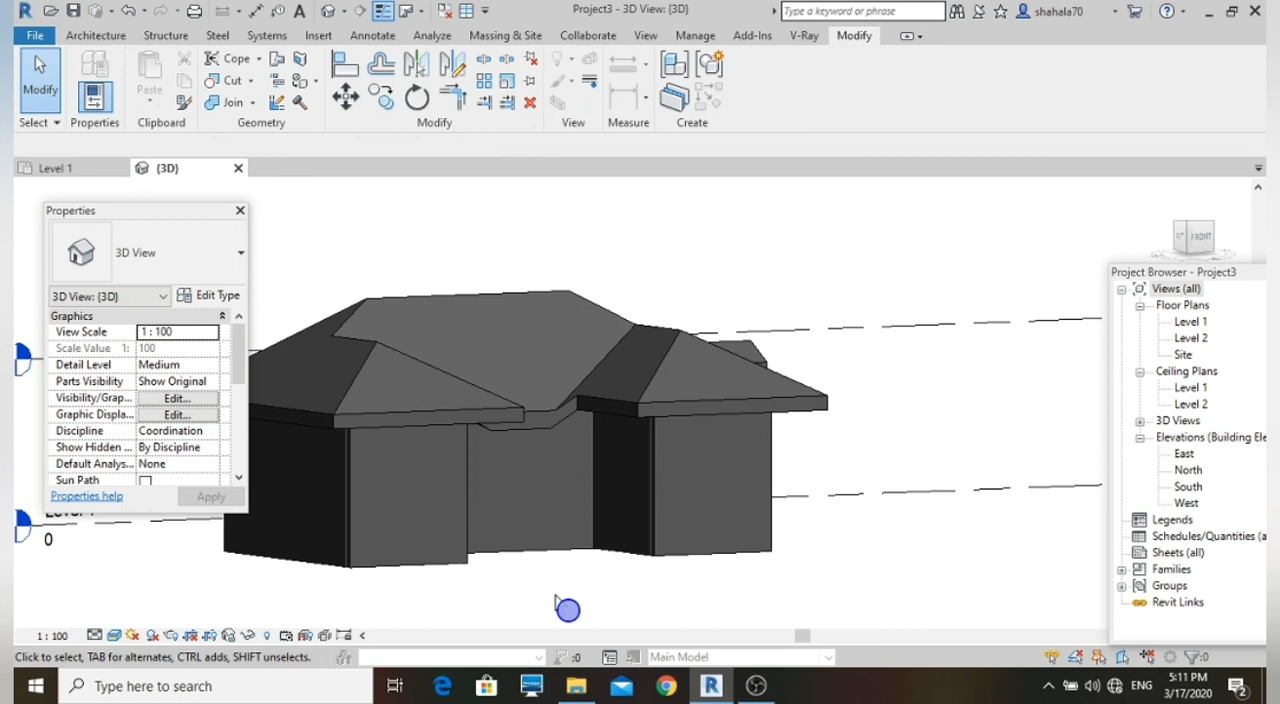 Project3 - 3D View: {3D}
Type a keyword or phrase
shahala70
File Architecture Structure Steel Systems Insert Annotate Analyze Massing & Site Collaborate View Manage Add-Ins V-Ray Modify
Modify
Paste
Cope
Cut
Join
Select Properties Clipboard Geometry Modify View Measure Create
Level 1
{3D}
Properties
3D View
3D View: {3D}
Edit Type
Graphics
View Scale 1 : 100
Scale Value 1: 100
Detail Level Medium
Parts Visibility Show Original
Visibility/Grap... Edit...
Graphic Displa... Edit...
Discipline Coordination
Show Hidden ... By Discipline
Default Analys... None
Sun Path
Properties help
Apply
0
FRONT
Project Browser - Project3
Views (all)
Floor Plans
Level 1
Level 2
Site
Ceiling Plans
Level 1
Level 2
3D Views
Elevations (Building Ele
East
North
South
West
Legends
Schedules/Quantities (a
Sheets (all)
Families
Groups
Revit Links
1 : 100
Click to select, TAB for alternates, CTRL adds, SHIFT unselects.
:0
Main Model
:0
Type here to search
ENG
5:11 PM
3/17/2020
2